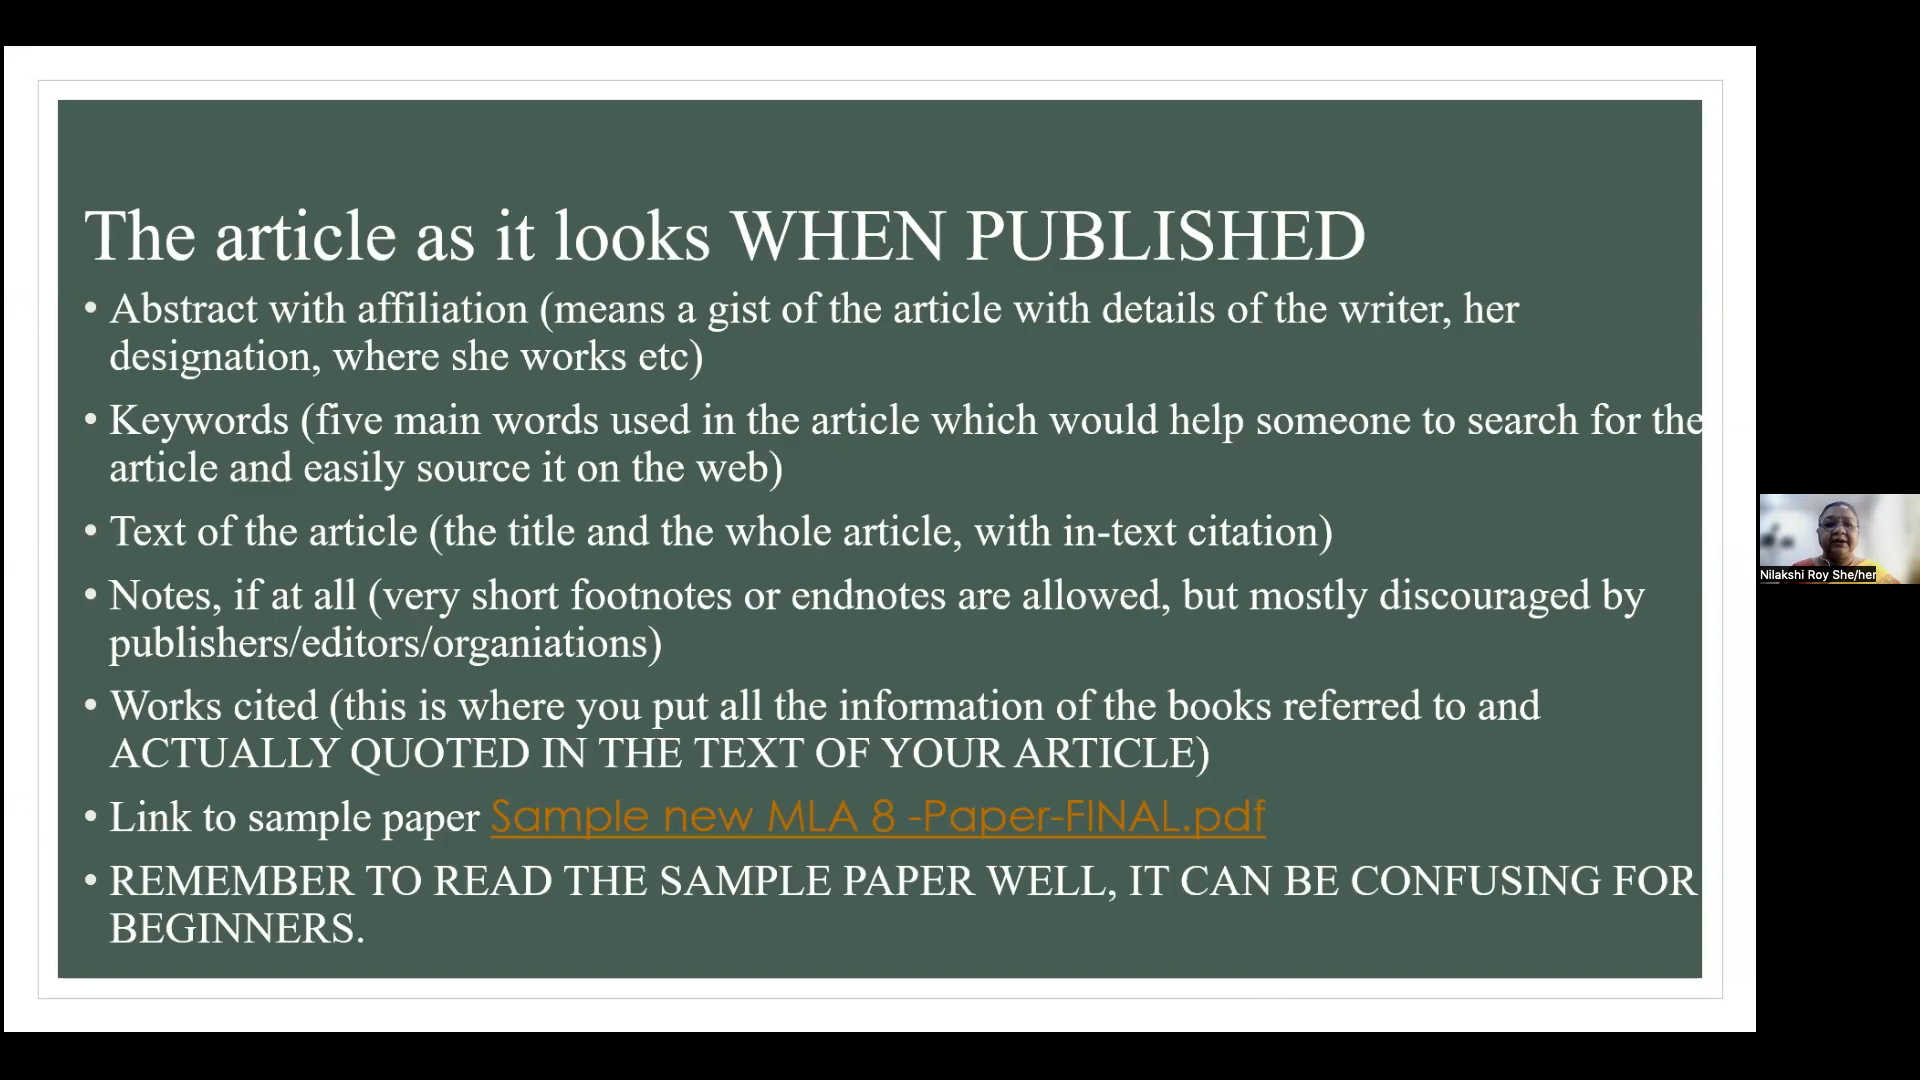 The article as it looks WHEN PUBLISHED
• Abstract with affiliation (means a gist of the article with details of the writer, her
designation, where she works etc)
• Keywords (five main words used in the article which would help someone to search for the
article and easily source it on the web)
• Text of the article (the title and the whole article, with in-text citation)
• Notes, if at all (very short footnotes or endnotes are allowed, but mostly discouraged by
publishers/editors/organiations)
• Works cited (this is where you put all the information of the books referred to and
ACTUALLY QUOTED IN THE TEXT OF YOUR ARTICLE)
• Link to sample paper Sample new MLA 8 -Paper-FINAL.pdf
• REMEMBER TO READ THE SAMPLE PAPER WELL, IT CAN BE CONFUSING FOR
BEGINNERS.
Nilakshi Roy She/her